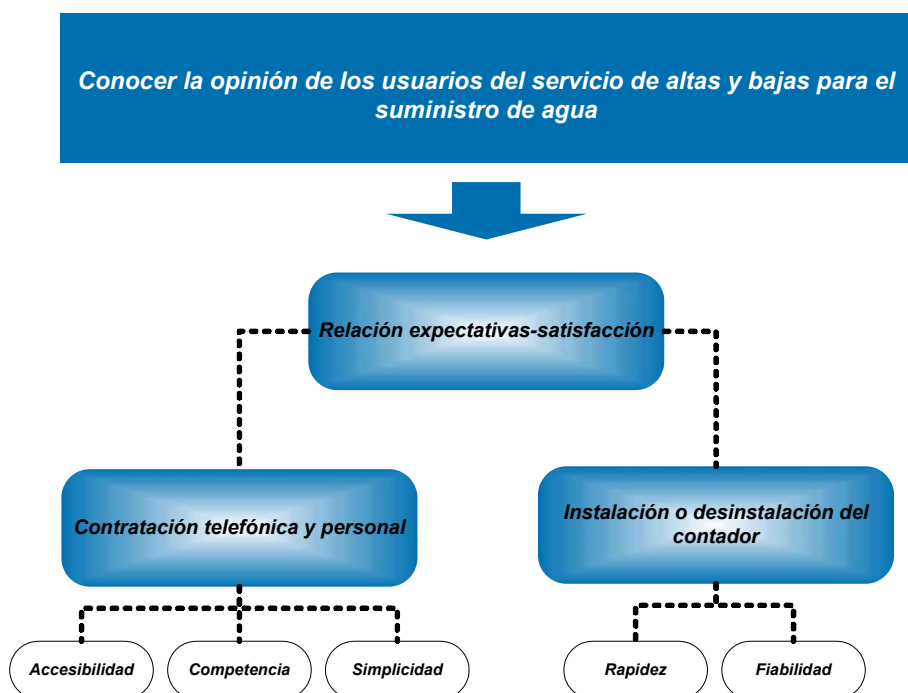 Conocer la opinión de los usuarios del servicio de altas y bajas para el
suministro de agua
Relación expectativas-satisfacción
Contratación telefónica y personal
Instalación o desinstalación del
contador
Accesibilidad
Competencia
Simplicidad
Rapidez
Fiabilidad